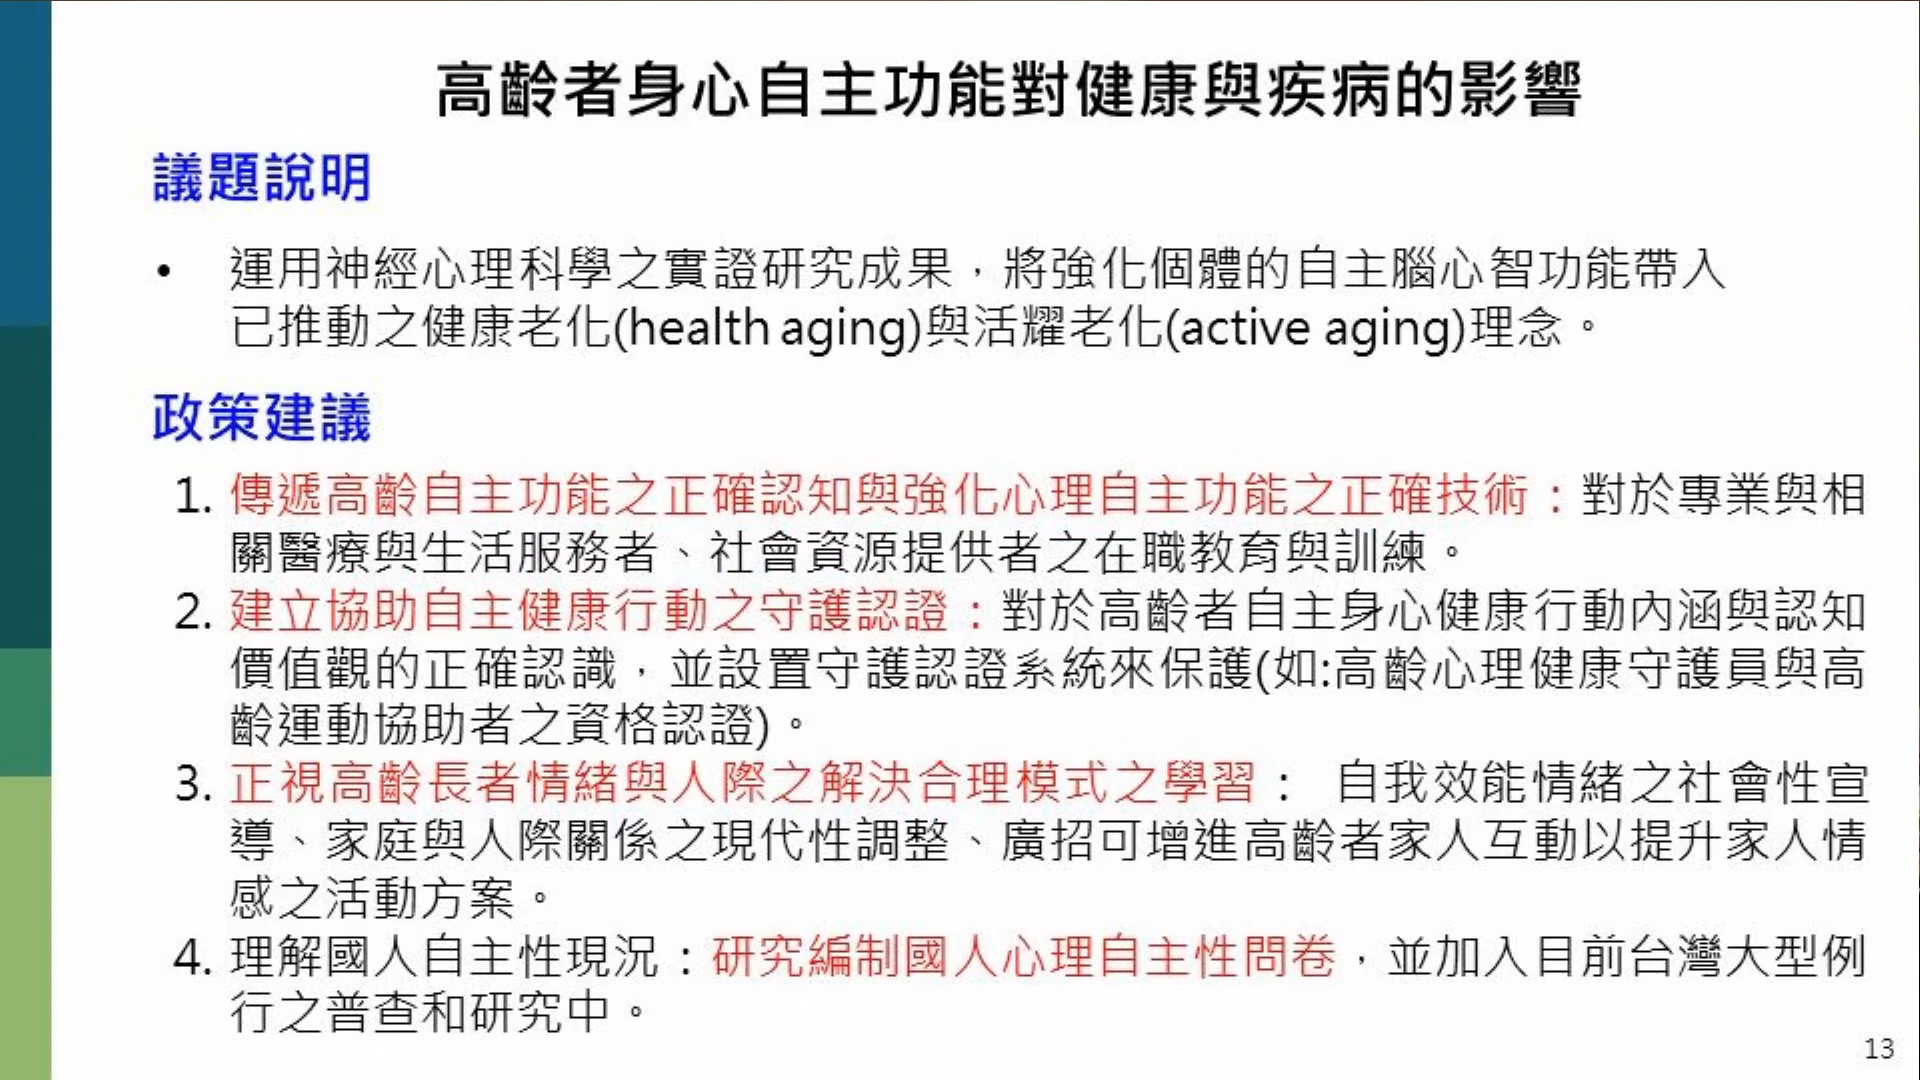 高齡者身心自主功能對健康與疾病的影響
議題說明
• 運用神經心理科學之實證研究成果，將強化個體的自主腦心智功能帶入
已推動之健康老化(health aging)與活耀老化(active aging)理念。
政策建議
1. 傳遞高齡自主功能之正確認知與強化心理自主功能之正確技術：對於專業與相
關醫療與生活服務者、社會資源提供者之在職教育與訓練。
2. 建立協助自主健康行動之守護認證：對於高齡者自主身心健康行動內涵與認知
價值觀的正確認識，並設置守護認證系統來保護(如:高齡心理健康守護員與高
齡運動協助者之資格認證)。
3. 正視高齡長者情緒與人際之解決合理模式之學習： 自我效能情緒之社會性宣
導、家庭與人際關係之現代性調整、廣招可增進高齡者家人互動以提升家人情
感之活動方案。
4. 理解國人自主性現況：研究編制國人心理自主性問卷，並加入目前台灣大型例
行之普查和研究中。
13